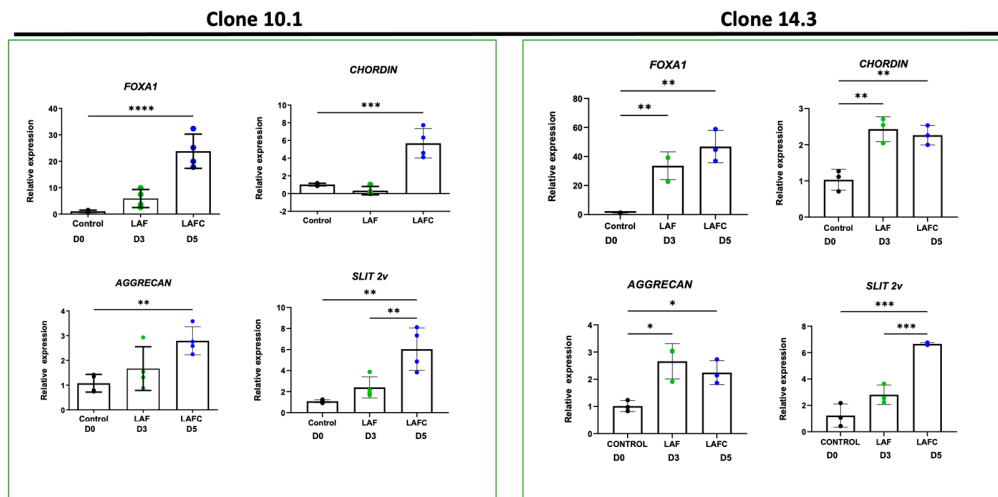 Clone 10.1
Clone 14.3
FOXA1
****
Relative expression
40
30
20
10
0
Control
LAF
LAFC
D0
D3
D5
CHORDIN
***
Relative expression
10
8
6
4
2
0
-2
Control
LAF
LAFC
AGGRECAN
**
Relative expression
4
3
2
1
0
Control
LAF
LAFC
D0
D3
D5
SLIT 2v
**
**
Relative expression
10
8
6
4
2
0
Control
LAF
LAFC
D0
D3
D5
FOXA1
**
**
Relative expression
80
60
40
20
0
Control
LAF
LAFC
D0
D3
D5
CHORDIN
**
**
Relative expression
3
2
1
0
Control
LAF
LAFC
D0
D3
D5
AGGRECAN
*
*
Relative expression
4
3
2
1
0
CONTROL
LAF
LAFC
D0
D3
D5
SLIT 2v
***
***
Relative expression
8
6
4
2
0
CONTROL
LAF
LAFC
D0
D3
D5